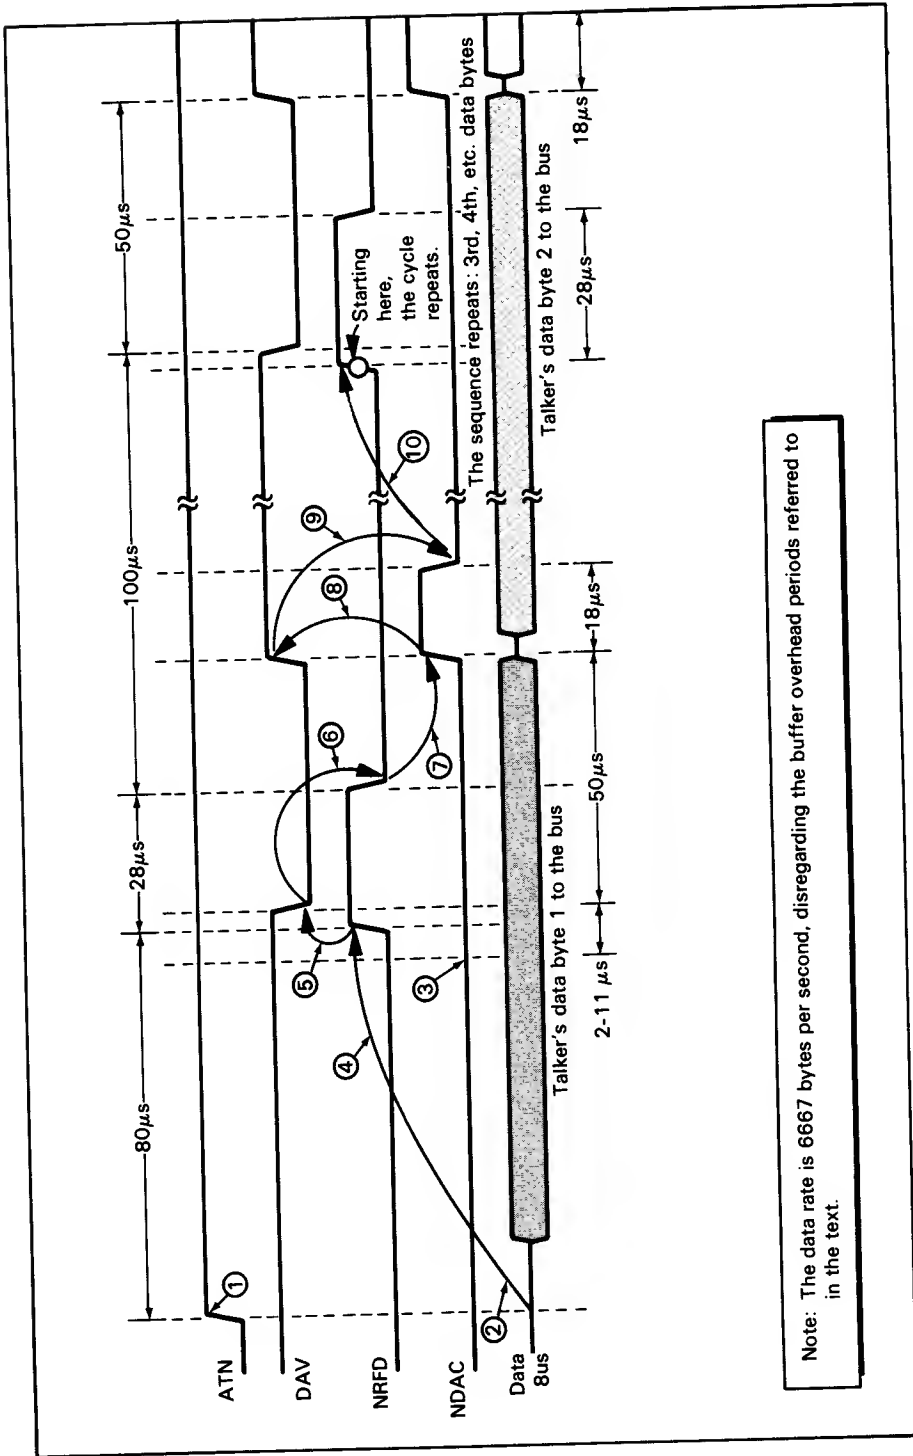 80μs
28μs
100μs
50μs
ATN
DAV
NRFD
NDAC
Data
Bus
1
2
3
4
5
6
7
8
9
10
Starting
here,
the cycle
repeats.
The sequence repeats: 3rd, 4th, etc. data bytes
Talker's data byte 1 to the bus
Talker's data byte 2 to the bus
2-11 μs
50μs
18μs
28μs
18μs
Note: The data rate is 6667 bytes per second, disregarding the buffer overhead periods referred to
in the text.